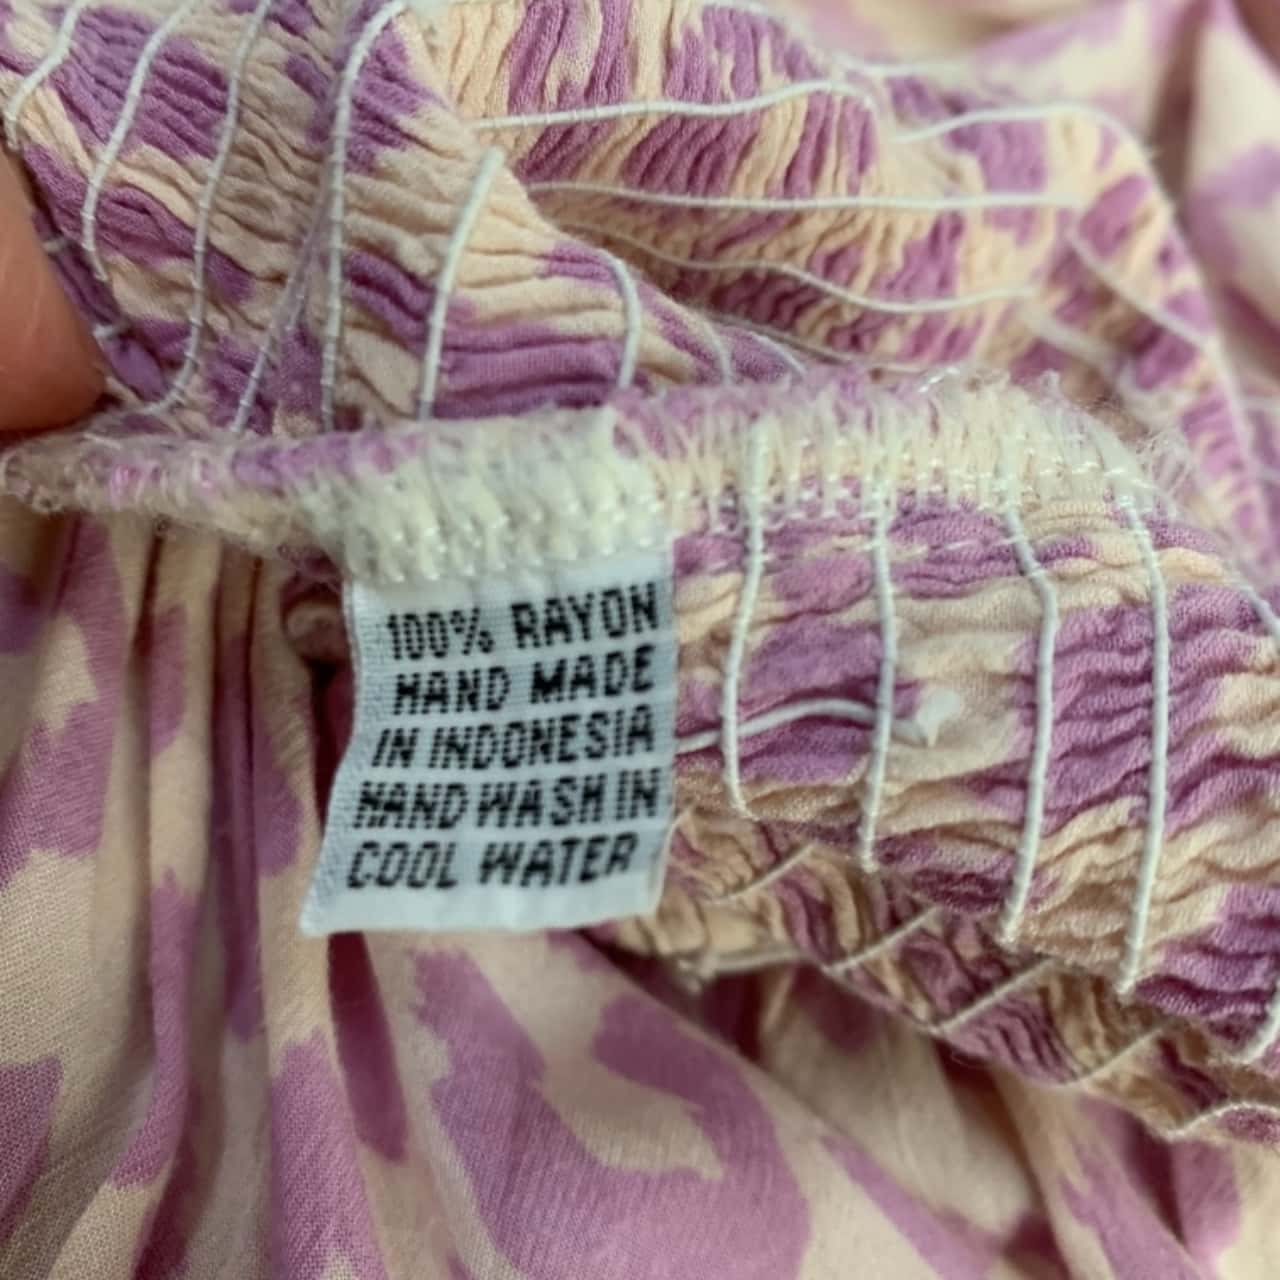 100% RAYON
HAND MADE
IN INDONESIA
HAND WASH IN
COOL WATER